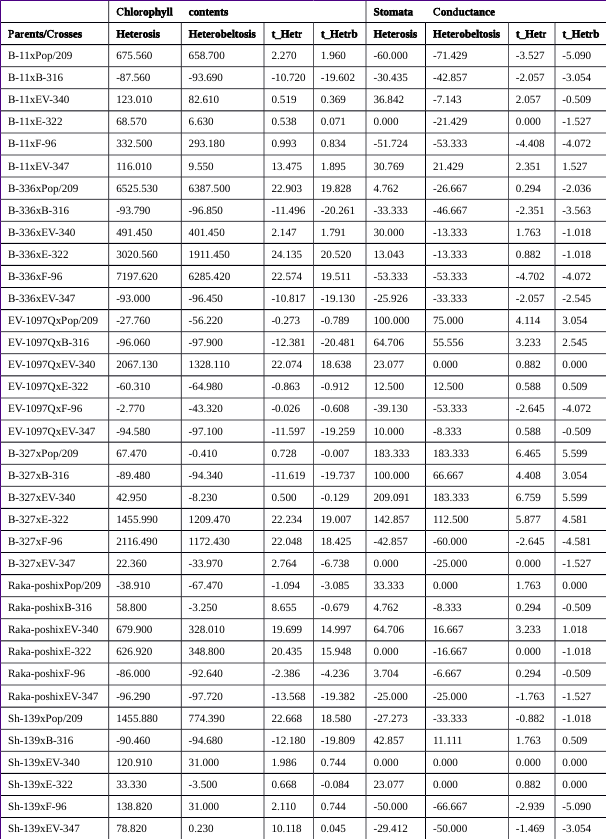 Chlorophyll contents Stomata Conductance
Parents/Crosses Heterosis Heterobeltosis t_Hetr t_Hetrb Heterosis Heterobeltosis t_Hetr t_Hetrb
B-11xPop/209 675.560 658.700 2.270 1.960 -60.000 -71.429 -3.527 -5.090
B-11xB-316 -87.560 -93.690 -10.720 -19.602 -30.435 -42.857 -2.057 -3.054
B-11xEV-340 123.010 82.610 0.519 0.369 36.842 -7.143 2.057 -0.509
B-11xE-322 68.570 6.630 0.538 0.071 0.000 -21.429 0.000 -1.527
B-11xF-96 332.500 293.180 0.993 0.834 -51.724 -53.333 -4.408 -4.072
B-11xEV-347 116.010 9.550 13.475 1.895 30.769 21.429 2.351 1.527
B-336xPop/209 6525.530 6387.500 22.903 19.828 4.762 -26.667 0.294 -2.036
B-336xB-316 -93.790 -96.850 -11.496 -20.261 -33.333 -46.667 -2.351 -3.563
B-336xEV-340 491.450 401.450 2.147 1.791 30.000 -13.333 1.763 -1.018
B-336xE-322 3020.560 1911.450 24.135 20.520 13.043 -13.333 0.882 -1.018
B-336xF-96 7197.620 6285.420 22.574 19.511 -53.333 -53.333 -4.702 -4.072
B-336xEV-347 -93.000 -96.450 -10.817 -19.130 -25.926 -33.333 -2.057 -2.545
EV-1097QxPop/209 -27.760 -56.220 -0.273 -0.789 100.000 75.000 4.114 3.054
EV-1097QxB-316 -96.060 -97.900 -12.381 -20.481 64.706 55.556 3.233 2.545
EV-1097QxEV-340 2067.130 1328.110 22.074 18.638 23.077 0.000 0.882 0.000
EV-1097QxE-322 -60.310 -64.980 -0.863 -0.912 12.500 12.500 0.588 0.509
EV-1097QxF-96 -2.770 -43.320 -0.026 -0.608 -39.130 -53.333 -2.645 -4.072
EV-1097QxEV-347 -94.580 -97.100 -11.597 -19.259 10.000 -8.333 0.588 -0.509
B-327xPop/209 67.470 -0.410 0.728 -0.007 183.333 183.333 6.465 5.599
B-327xB-316 -89.480 -94.340 -11.619 -19.737 100.000 66.667 4.408 3.054
B-327xEV-340 42.950 -8.230 0.500 -0.129 209.091 183.333 6.759 5.599
B-327xE-322 1455.990 1209.470 22.234 19.007 142.857 112.500 5.877 4.581
B-327xF-96 2116.490 1172.430 22.048 18.425 -42.857 -60.000 -2.645 -4.581
B-327xEV-347 22.360 -33.970 2.764 -6.738 0.000 -25.000 0.000 -1.527
Raka-poshixPop/209 -38.910 -67.470 -1.094 -3.085 33.333 0.000 1.763 0.000
Raka-poshixB-316 58.800 -3.250 8.655 -0.679 4.762 -8.333 0.294 -0.509
Raka-poshixEV-340 679.900 328.010 19.699 14.997 64.706 16.667 3.233 1.018
Raka-poshixE-322 626.920 348.800 20.435 15.948 0.000 -16.667 0.000 -1.018
Raka-poshixF-96 -86.000 -92.640 -2.386 -4.236 3.704 -6.667 0.294 -0.509
Raka-poshixEV-347 -96.290 -97.720 -13.568 -19.382 -25.000 -25.000 -1.763 -1.527
Sh-139xPop/209 1455.880 774.390 22.668 18.580 -27.273 -33.333 -0.882 -1.018
Sh-139xB-316 -90.460 -94.680 -12.180 -19.809 42.857 11.111 1.763 0.509
Sh-139xEV-340 120.910 31.000 1.986 0.744 0.000 0.000 0.000 0.000
Sh-139xE-322 33.330 -3.500 0.668 -0.084 23.077 0.000 0.882 0.000
Sh-139xF-96 138.820 31.000 2.110 0.744 -50.000 -66.667 -2.939 -5.090
Sh-139xEV-347 78.820 0.230 10.118 0.045 -29.412 -50.000 -1.469 -3.054